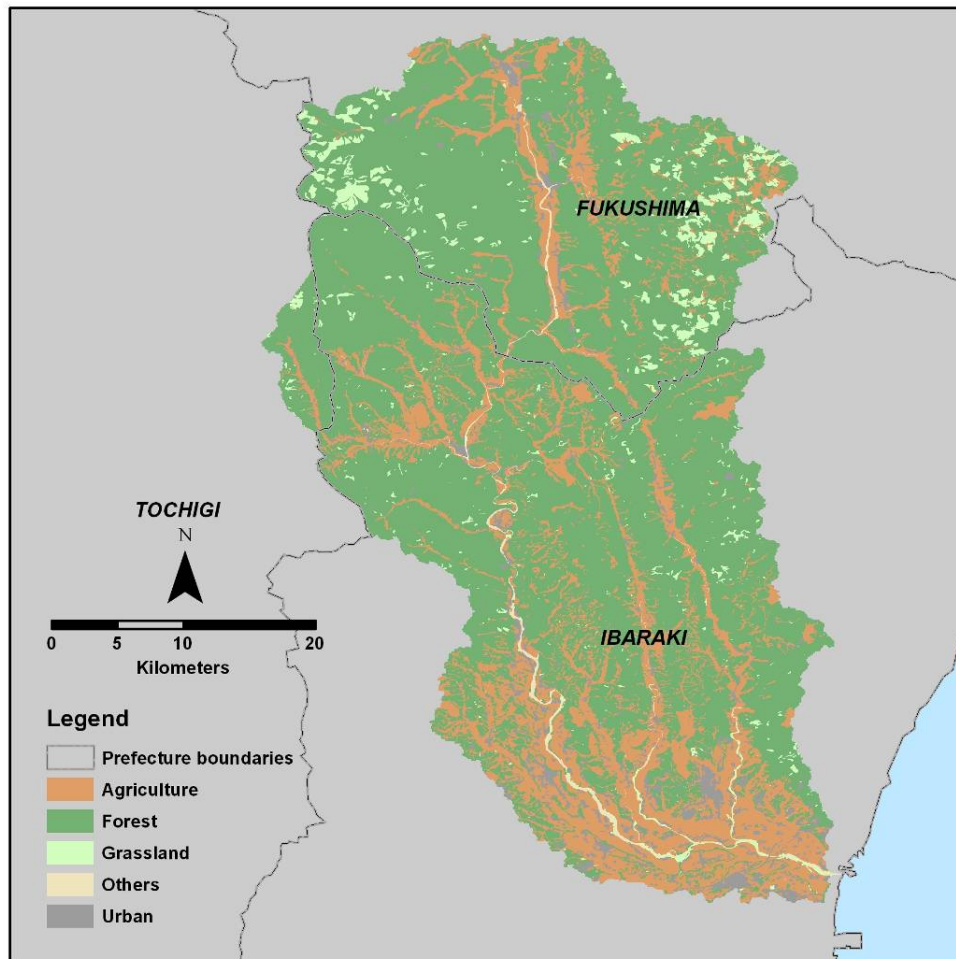 FUKUSHIMA
TOCHIGI
N
0 5 10 20
Kilometers
IBARAKI
Legend
Prefecture boundaries
Agriculture
Forest
Grassland
Others
Urban